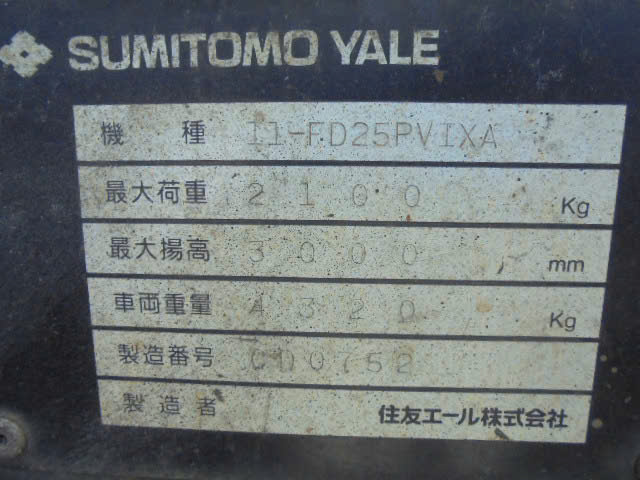 SUMITOMO YALE
機種 11-FD25PVIXA
最大荷重 2100 Kg
最大揚高 3000 mm
車両重量 4320 Kg
製造番号
製造者 住友エール株式会社